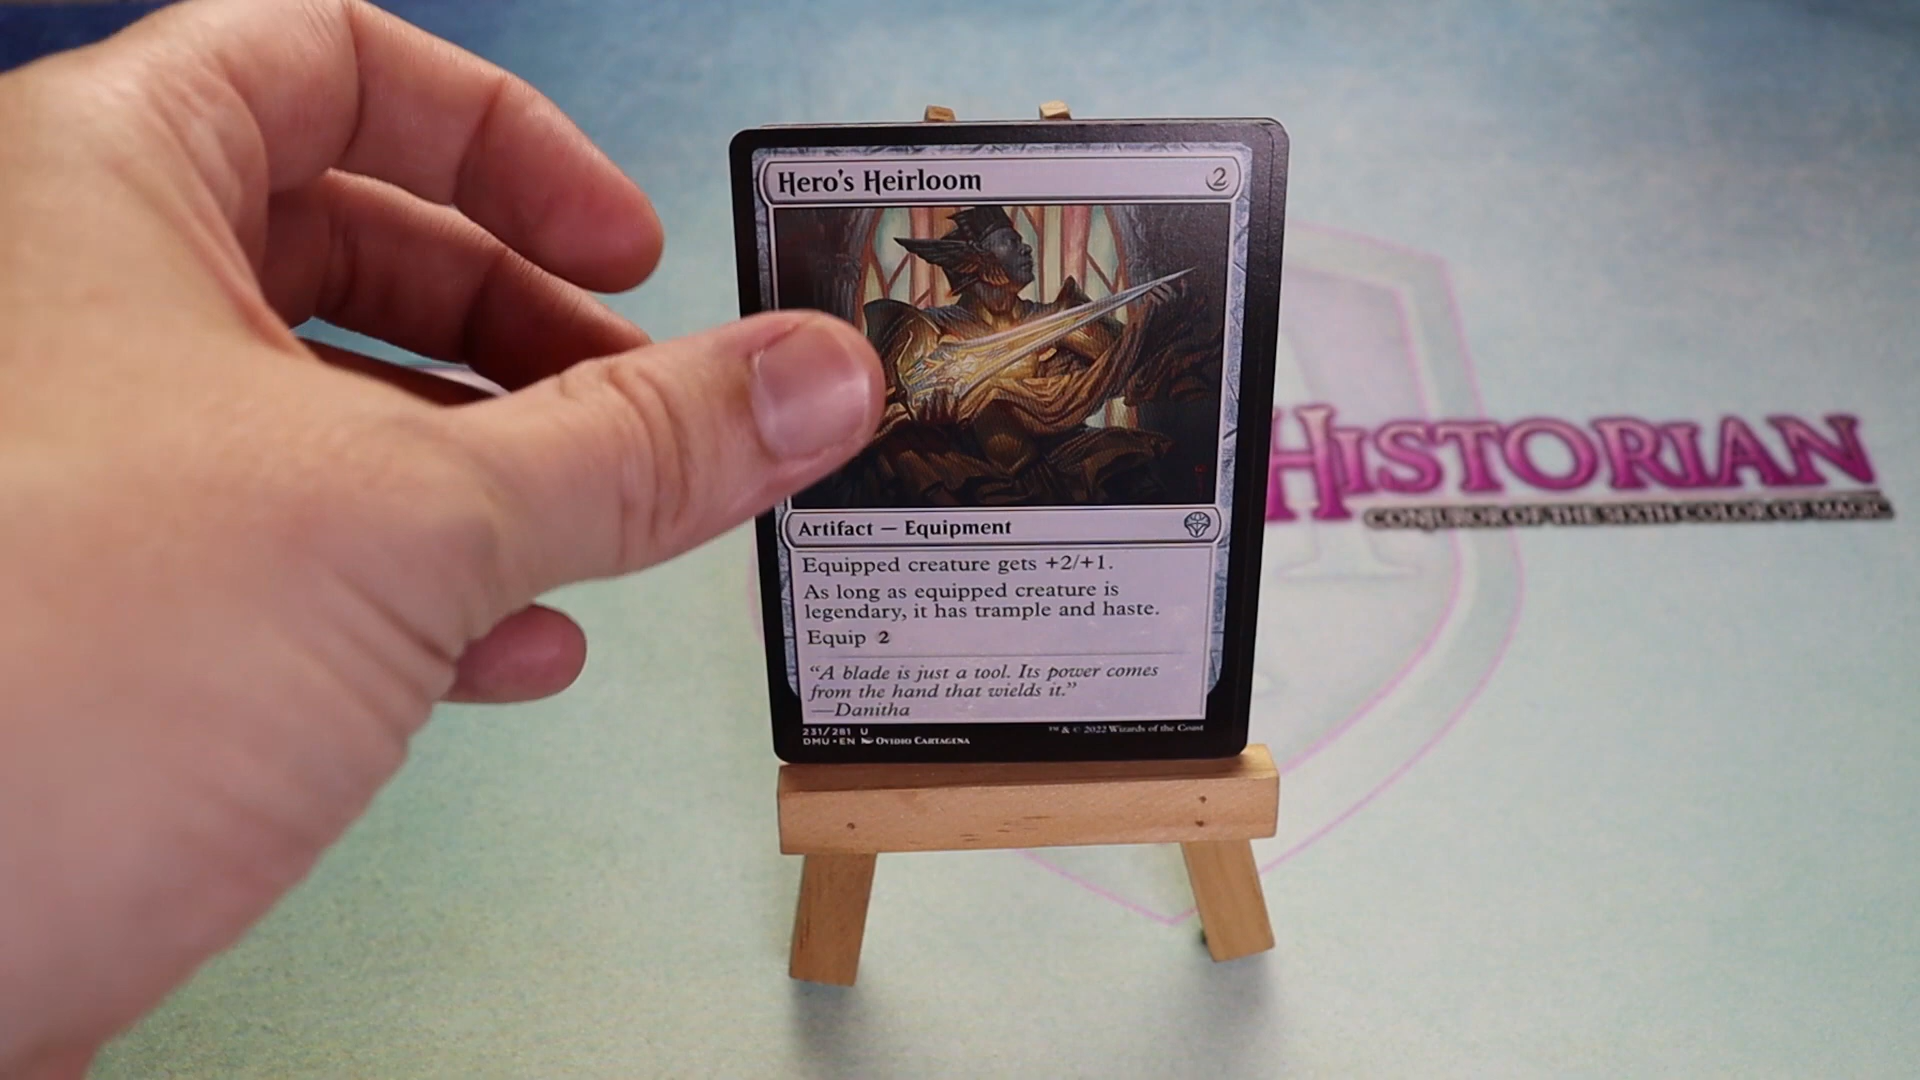 Hero's Heirloom 2
Artifact — Equipment
Equipped creature gets +2/+1.
As long as equipped creature is
legendary, it has trample and haste.
Equip 2
“A blade is just a tool. Its power comes
from the hand that wields it.”
—Danitha
231/281 U
DMU • EN Ovidio Cartagena
™ & © 2022 Wizards of the Coast
HISTORIAN
CONJUROR OF THE SIXTH COLOR OF MAGIC